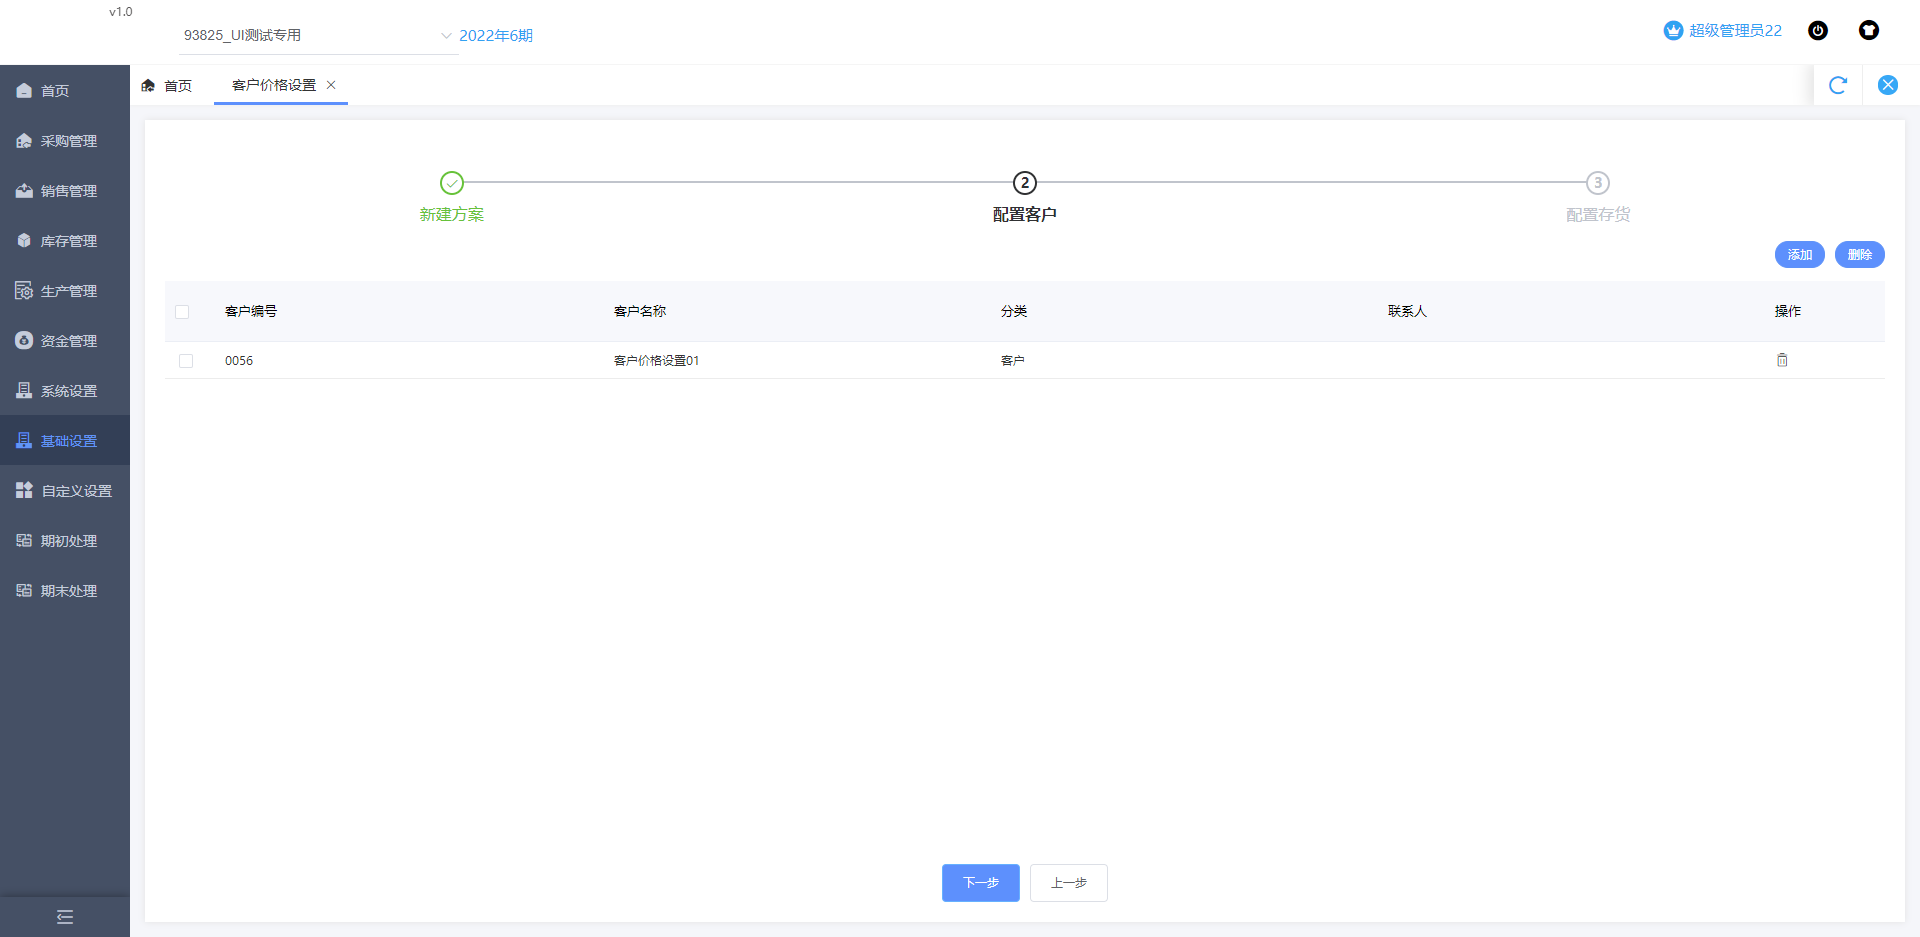 v1.0
93825_UI测试专用
2022年6期
超级管理员22
首页
客户价格设置
首页
采购管理
销售管理
库存管理
生产管理
资金管理
系统设置
基础设置
自定义设置
期初处理
期末处理
2
3
新建方案
配置客户
配置存货
添加
删除
客户编号
客户名称
分类
联系人
操作
0056
客户价格设置01
客户
下一步
上一步